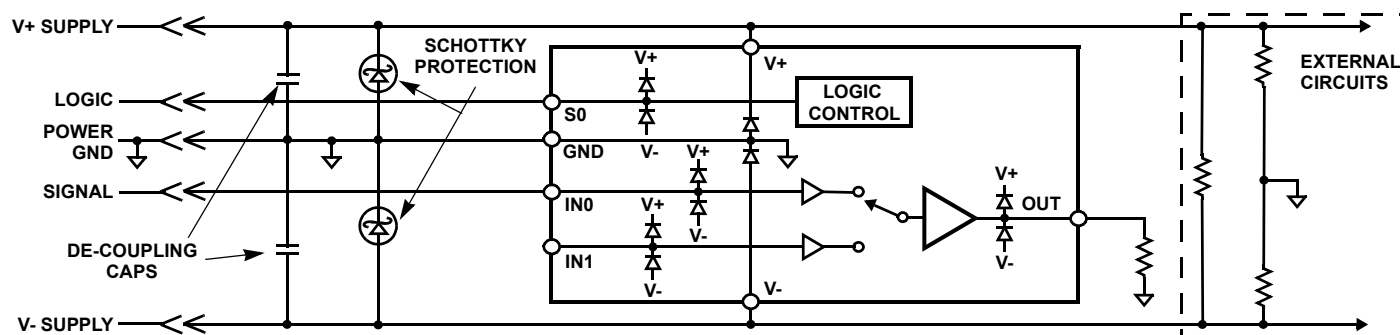 V+ SUPPLY
LOGIC
POWER
GND
SIGNAL
DE-COUPLING
CAPS
V- SUPPLY
SCHOTTKY
PROTECTION
V+
V+
LOGIC
CONTROL
S0
V-
GND
V+
IN0
V+
V-
IN1
V-
V+
OUT
V-
V-
EXTERNAL
CIRCUITS